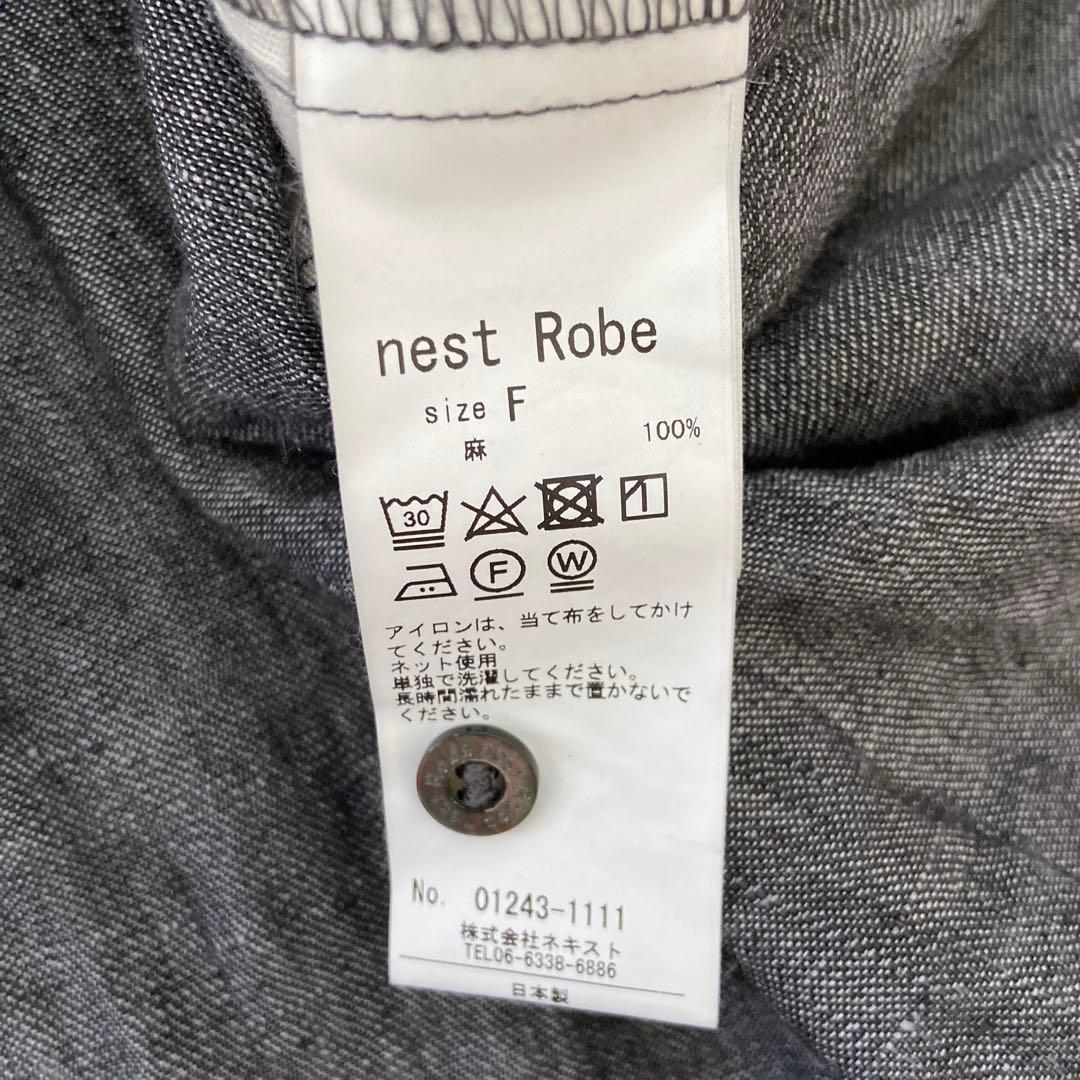 nest Robe
size F
麻 100%
30
F W
アイロンは、当て布をしてかけ
てください。
ネット使用
単独で洗濯してください。
長時間濡れたままで置かないで
ください。
No. 01243-1111
株式会社ネキスト
TEL06-6338-6886
日本製